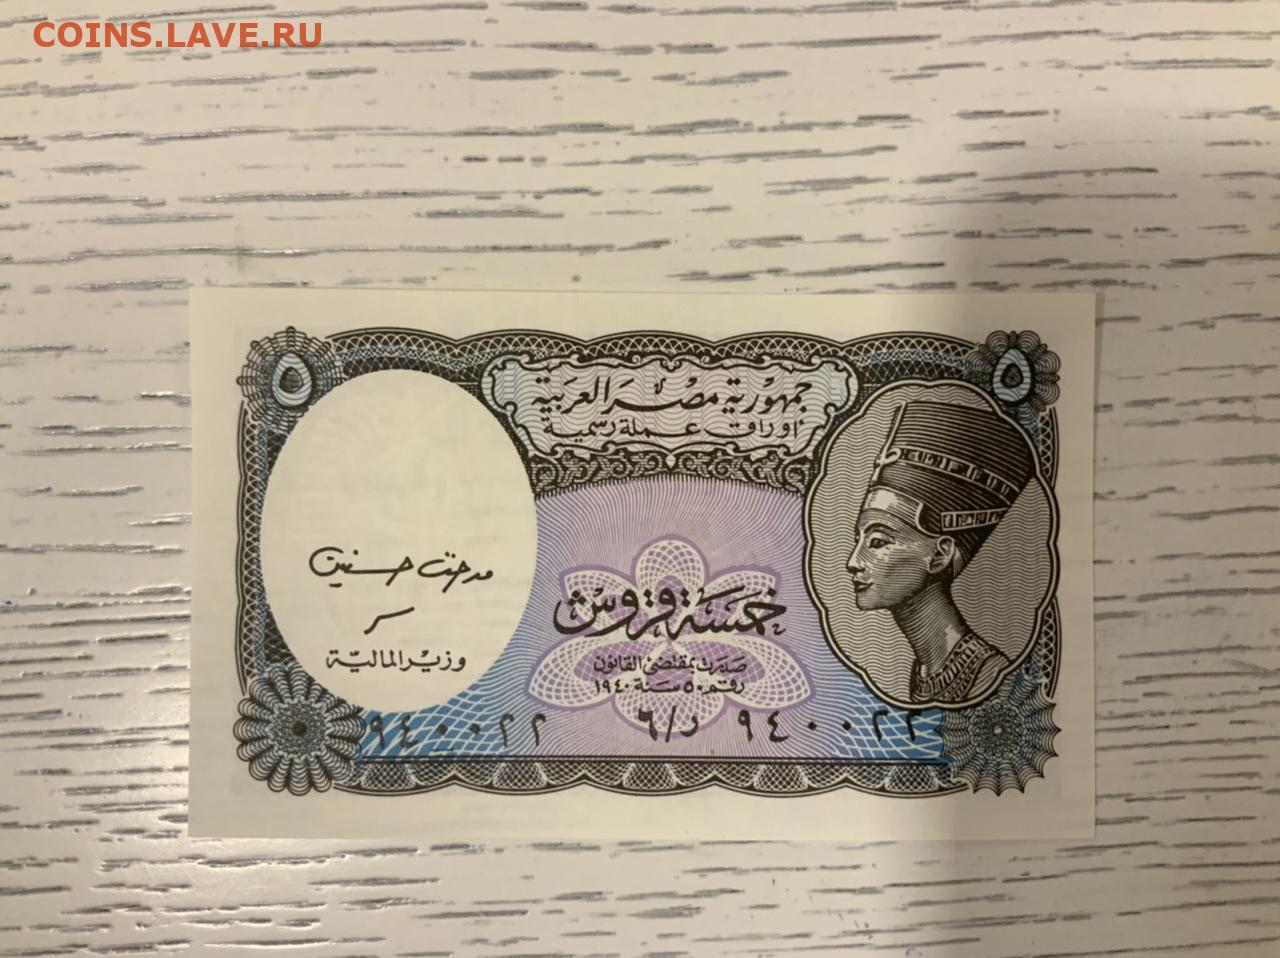 COINS.LAVE.RU
٥ ٥
جمهورية مصر العربية
أوراق عملة رسمية
مدحت حسنين
وزير المالية
خمسة قروش
صدرت بمقتضى القانون
رقم ٥٠ سنة ١٩٤٠
٩٤٠٠٢٢ ٦/ر ٩٤٠٠٢٢